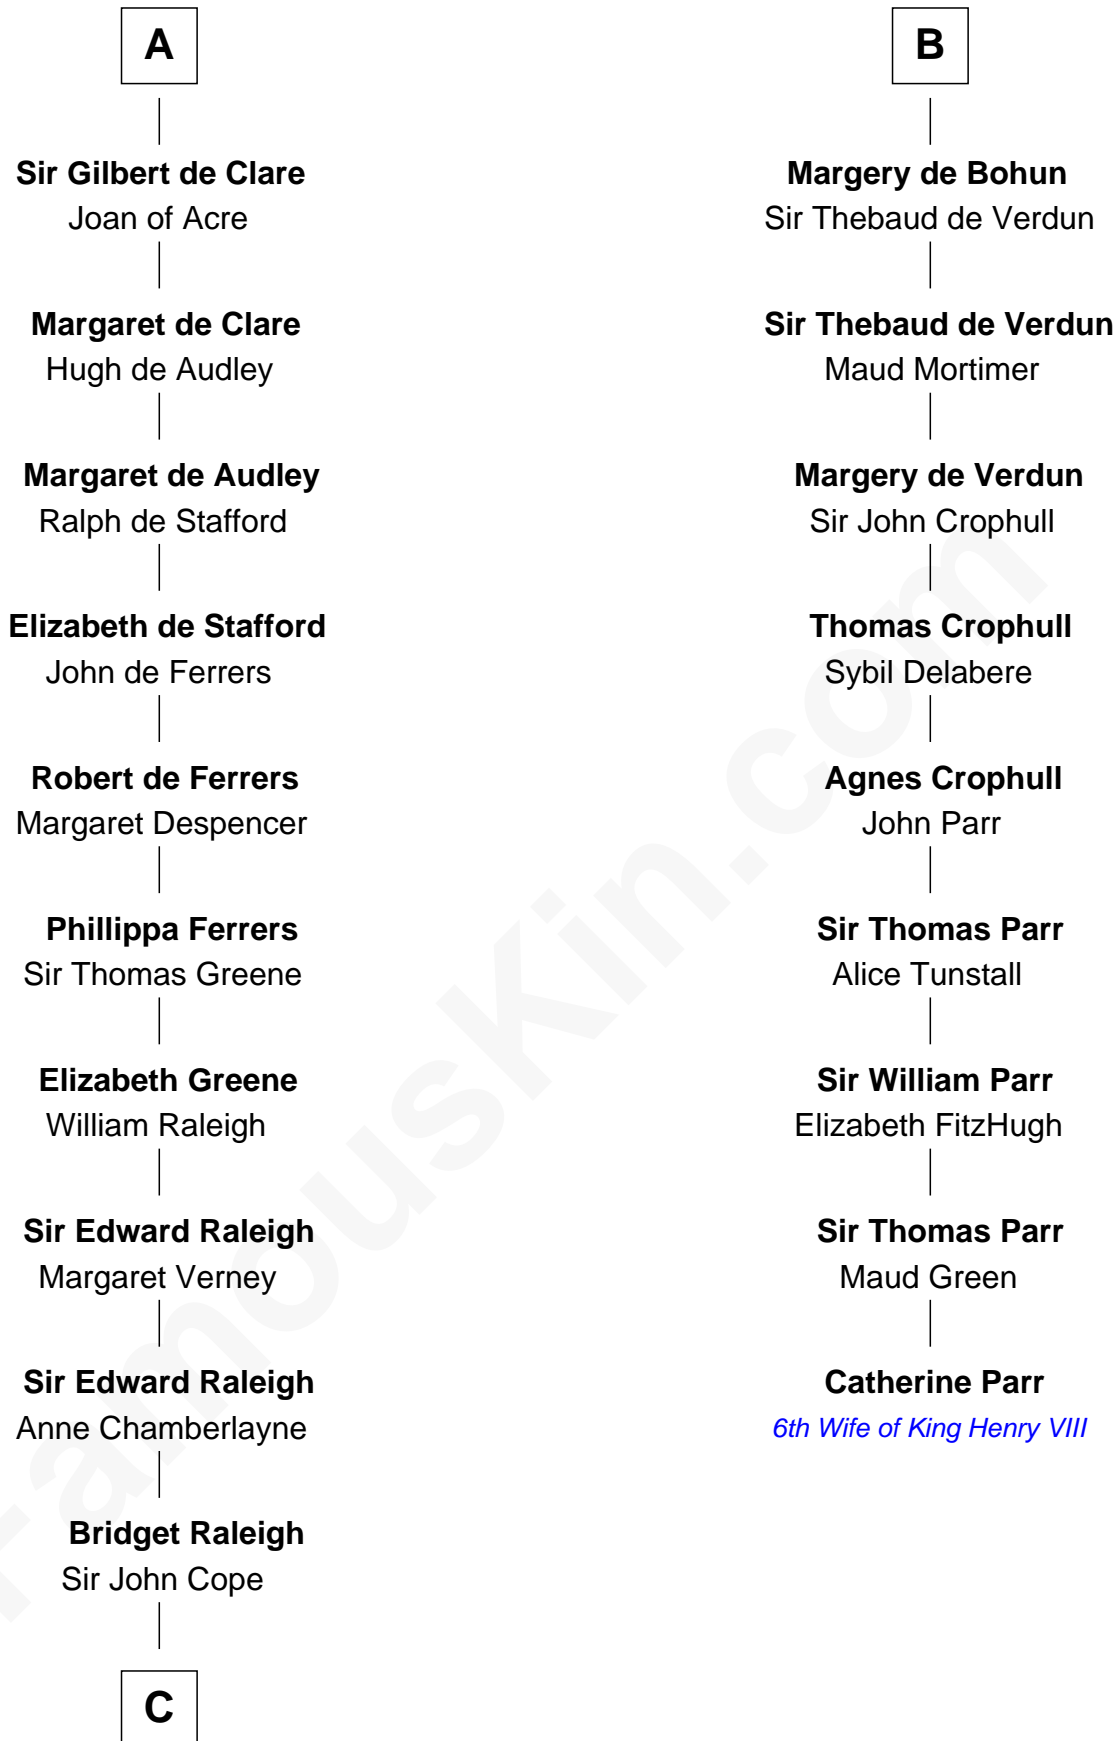 A
Sir Gilbert de Clare
Joan of Acre
Margaret de Clare
Hugh de Audley
Margaret de Audley
Ralph de Stafford
Elizabeth de Stafford
John de Ferrers
Robert de Ferrers
Margaret Despencer
Phillippa Ferrers
Sir Thomas Greene
Elizabeth Greene
William Raleigh
Sir Edward Raleigh
Margaret Verney
Sir Edward Raleigh
Anne Chamberlayne
Bridget Raleigh
Sir John Cope
C
B
Margery de Bohun
Sir Thebaud de Verdun
Sir Thebaud de Verdun
Maud Mortimer
Margery de Verdun
Sir John Crophull
Thomas Crophull
Sybil Delabere
Agnes Crophull
John Parr
Sir Thomas Parr
Alice Tunstall
Sir William Parr
Elizabeth FitzHugh
Sir Thomas Parr
Maud Green
Catherine Parr
6th Wife of King Henry VIII
FamousKin.com